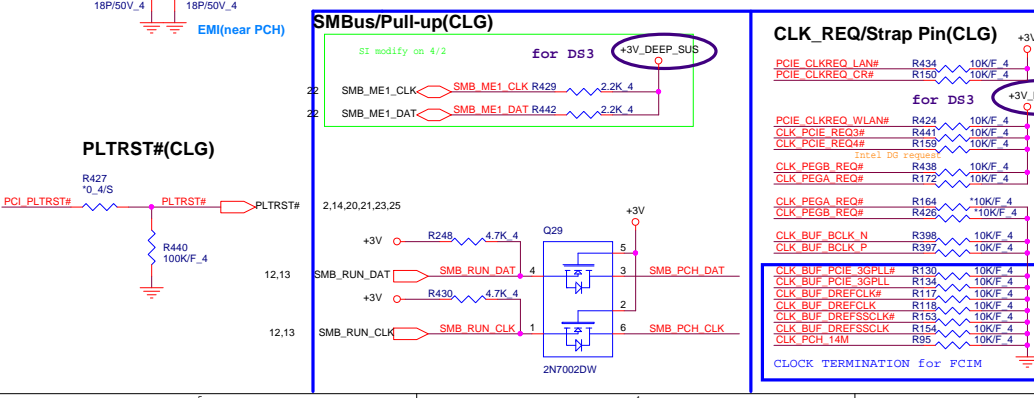 18P/50V_4 18P/50V_4
EMI(near PCH)
PLTRST#(CLG)
R427
*0_4/S
PCI_PLTRST# PLTRST# PLTRST# 2,14,20,21,23,25
R440
100K/F_4
SMBus/Pull-up(CLG)
SI modify on 4/2
for DS3 +3V_DEEP_SUS
22 SMB_ME1_CLK SMB_ME1_CLK R429 2.2K_4
22 SMB_ME1_DAT SMB_ME1_DAT R442 2.2K_4
+3V
Q29
+3V R248 4.7K_4 5
12,13 SMB_RUN_DAT SMB_RUN_DAT 4 3 SMB_PCH_DAT
+3V R430 4.7K_4 2
12,13 SMB_RUN_CLK SMB_RUN_CLK 1 6 SMB_PCH_CLK
2N7002DW
CLK_REQ/Strap Pin(CLG) +3V
PCIE_CLKREQ_LAN# R434 10K/F_4
PCIE_CLKREQ_CR# R150 10K/F_4
for DS3
PCIE_CLKREQ_WLAN# R424 10K/F_4
CLK_PCIE_REQ3# R441 10K/F_4
CLK_PCIE_REQ4# R159 10K/F_4
Intel DG request
CLK_PEGB_REQ# R438 10K/F_4
CLK_PEGA_REQ# R172 10K/F_4
CLK_PEGA_REQ# R164 *10K/F_4
CLK_PEGB_REQ# R426 *10K/F_4
CLK_BUF_BCLK_N R398 10K/F_4
CLK_BUF_BCLK_P R397 10K/F_4
CLK_BUF_PCIE_3GPLL# R130 10K/F_4
CLK_BUF_PCIE_3GPLL R134 10K/F_4
CLK_BUF_DREFCLK# R117 10K/F_4
CLK_BUF_DREFCLK R118 10K/F_4
CLK_BUF_DREFSSCLK# R153 10K/F_4
CLK_BUF_DREFSSCLK R154 10K/F_4
CLK_PCH_14M R95 10K/F_4
CLOCK TERMINATION for FCIM